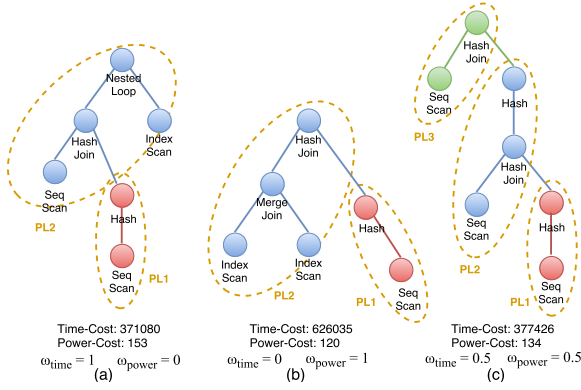 Nested
Loop
Hash
Join
Index
Scan
Seq
Scan
PL2
Hash
Seq
Scan
PL1
Time-Cost: 371080
Power-Cost: 153
ωtime = 1 ωpower = 0
(a)
Hash
Join
Merge
Join
Hash
Index
Scan
Index
Scan
PL2
Seq
Scan
PL1
Time-Cost: 626035
Power-Cost: 120
ωtime = 0 ωpower = 1
(b)
Hash
Join
Seq
Scan
PL3
Hash
Hash
Join
Seq
Scan
PL2
Hash
Seq
Scan
PL1
Time-Cost: 377426
Power-Cost: 134
ωtime = 0.5 ωpower = 0.5
(c)